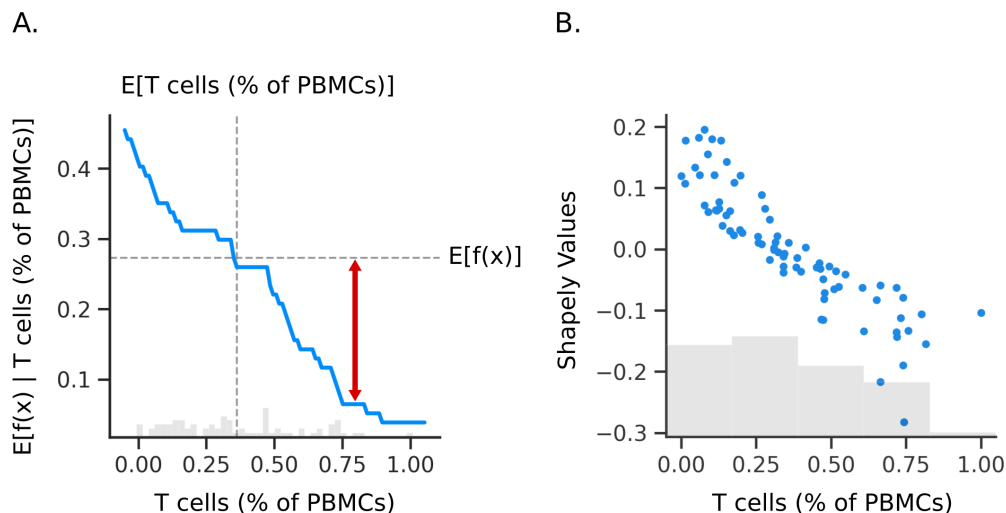 A.
E[T cells (% of PBMCs)]
E[f(x) | T cells (% of PBMCs)]
0.4
0.3
0.2
0.1
E[f(x)]
0.00 0.25 0.50 0.75 1.00
T cells (% of PBMCs)
B.
Shapely Values
0.2
0.1
0.0
−0.1
−0.2
−0.3
0.00 0.25 0.50 0.75 1.00
T cells (% of PBMCs)